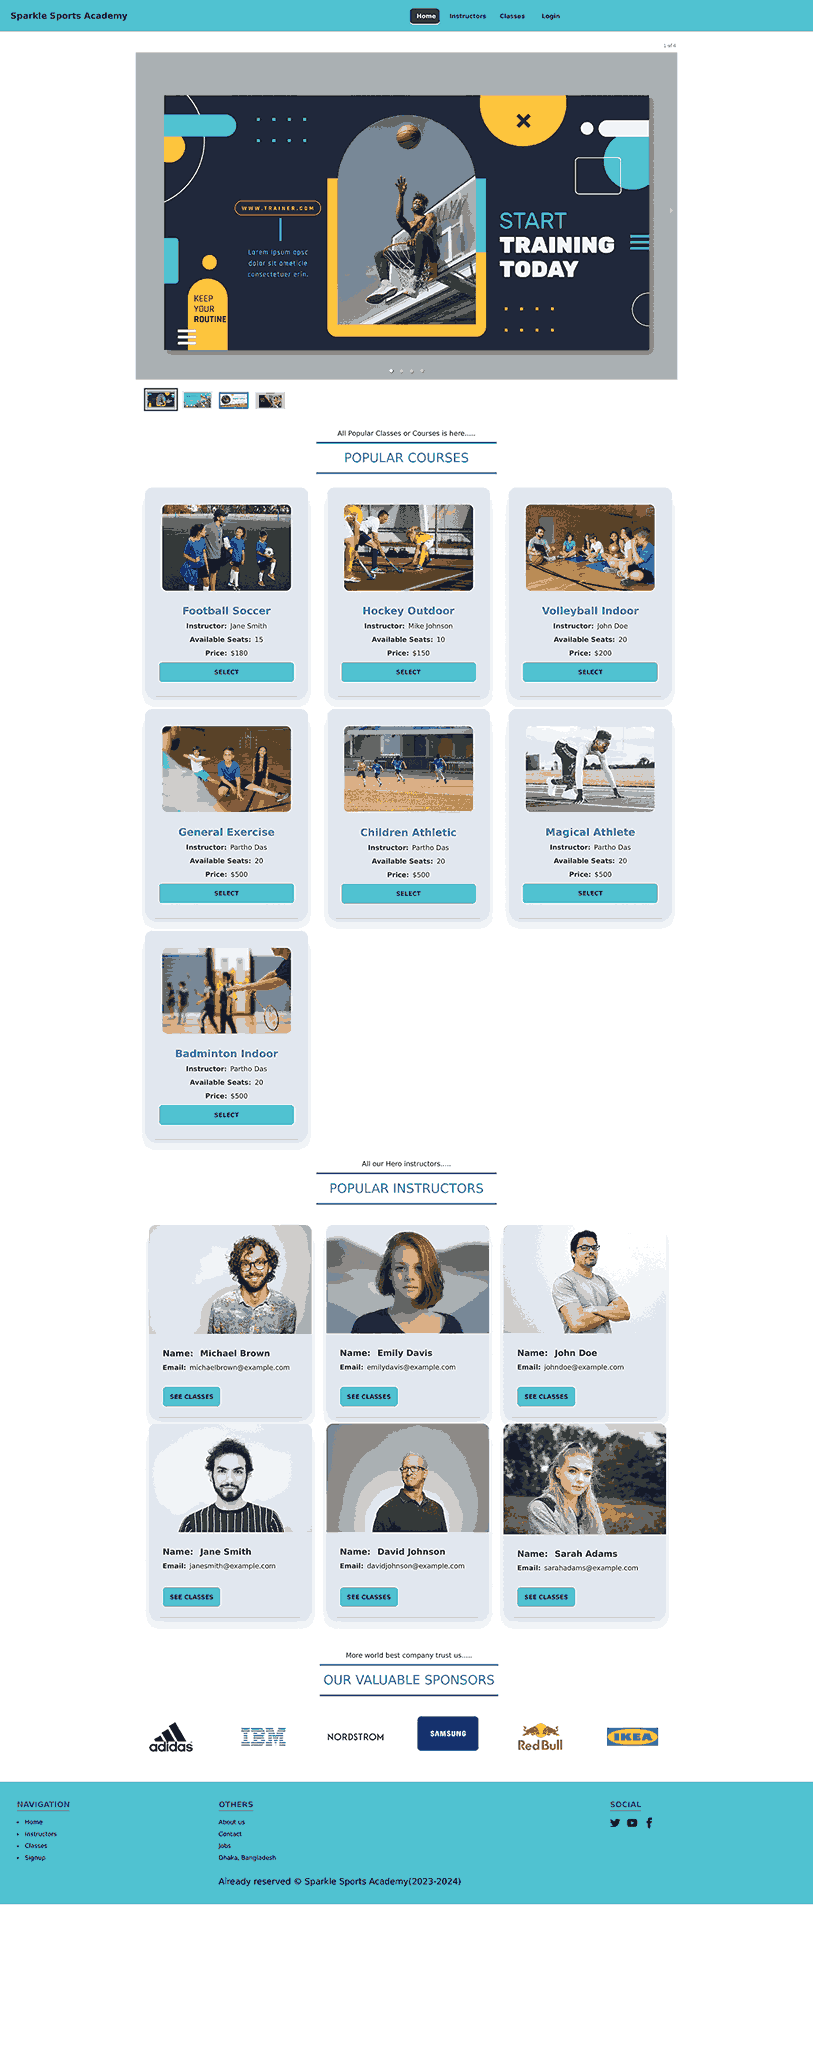 Sparkle Sports Academy
Home Instructors Classes Login
1 of 4
WWW.TRAINER.COM
Lorem ipsum
dolor sit ameticle
consectetuer erin.
START
TRAINING
TODAY
KEEP
YOUR
ROUTINE
All Popular Classes or Courses is here.....
POPULAR COURSES
Football Soccer
Instructor: Jane Smith
Available Seats: 15
Price: $180
SELECT
Hockey Outdoor
Instructor: Mike Johnson
Available Seats: 10
Price: $150
SELECT
Volleyball Indoor
Instructor: John Doe
Available Seats: 20
Price: $200
SELECT
General Exercise
Instructor: Partho Das
Available Seats: 20
Price: $500
SELECT
Children Athletic
Instructor: Partho Das
Available Seats: 20
Price: $500
SELECT
Magical Athlete
Instructor: Partho Das
Available Seats: 20
Price: $500
SELECT
Badminton Indoor
Instructor: Partho Das
Available Seats: 20
Price: $500
SELECT
All our Hero instructors.....
POPULAR INSTRUCTORS
Name: Michael Brown
Email: michaelbrown@example.com
SEE CLASSES
Name: Emily Davis
Email: emilydavis@example.com
SEE CLASSES
Name: John Doe
Email: johndoe@example.com
SEE CLASSES
Name: Jane Smith
Email: janesmith@example.com
SEE CLASSES
Name: David Johnson
Email: davidjohnson@example.com
SEE CLASSES
Name: Sarah Adams
Email: sarahadams@example.com
SEE CLASSES
More world best company trust us.....
OUR VALUABLE SPONSORS
adidas
IBM
NORDSTROM
SAMSUNG
RedBull
IKEA
NAVIGATION
Home
Instructors
Classes
Signup
OTHERS
About us
Contact
Jobs
Dhaka, Bangladesh
SOCIAL
Already reserved © Sparkle Sports Academy(2023-2024)